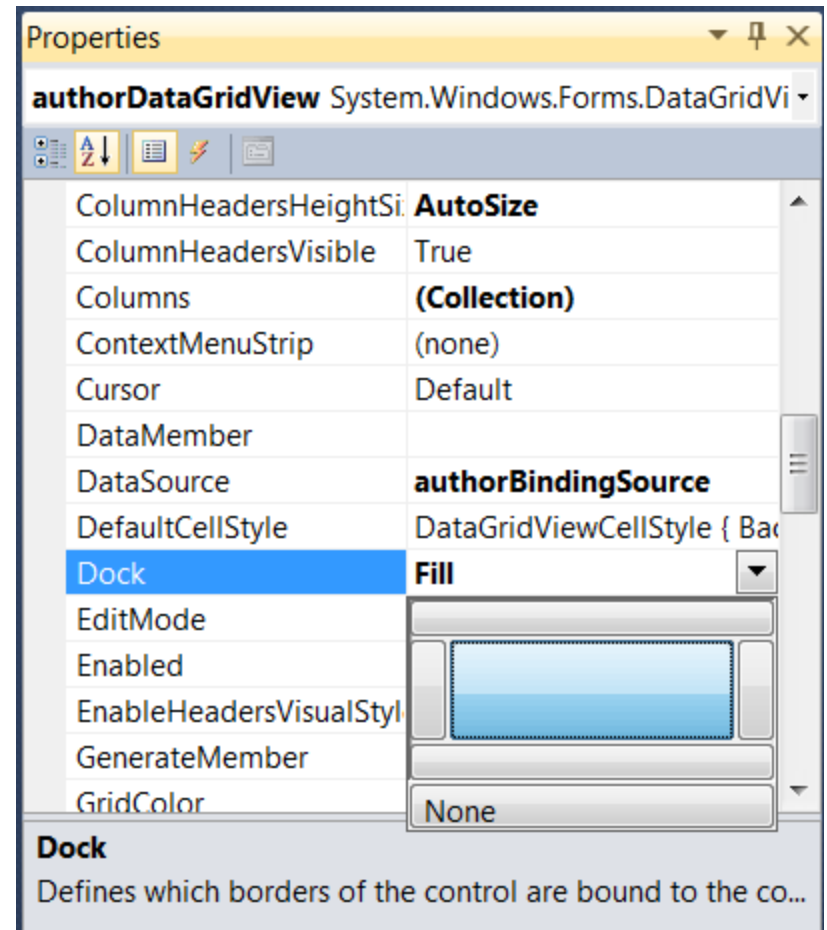 Properties
authorDataGridView System.Windows.Forms.DataGridVi
A Z
ColumnHeadersHeightSi AutoSize
ColumnHeadersVisible True
Columns (Collection)
ContextMenuStrip (none)
Cursor Default
DataMember
DataSource authorBindingSource
DefaultCellStyle DataGridViewCellStyle { Bac
Dock Fill
EditMode
Enabled
EnableHeadersVisualStyl
GenerateMember
GridColor
None
Dock
Defines which borders of the control are bound to the co...